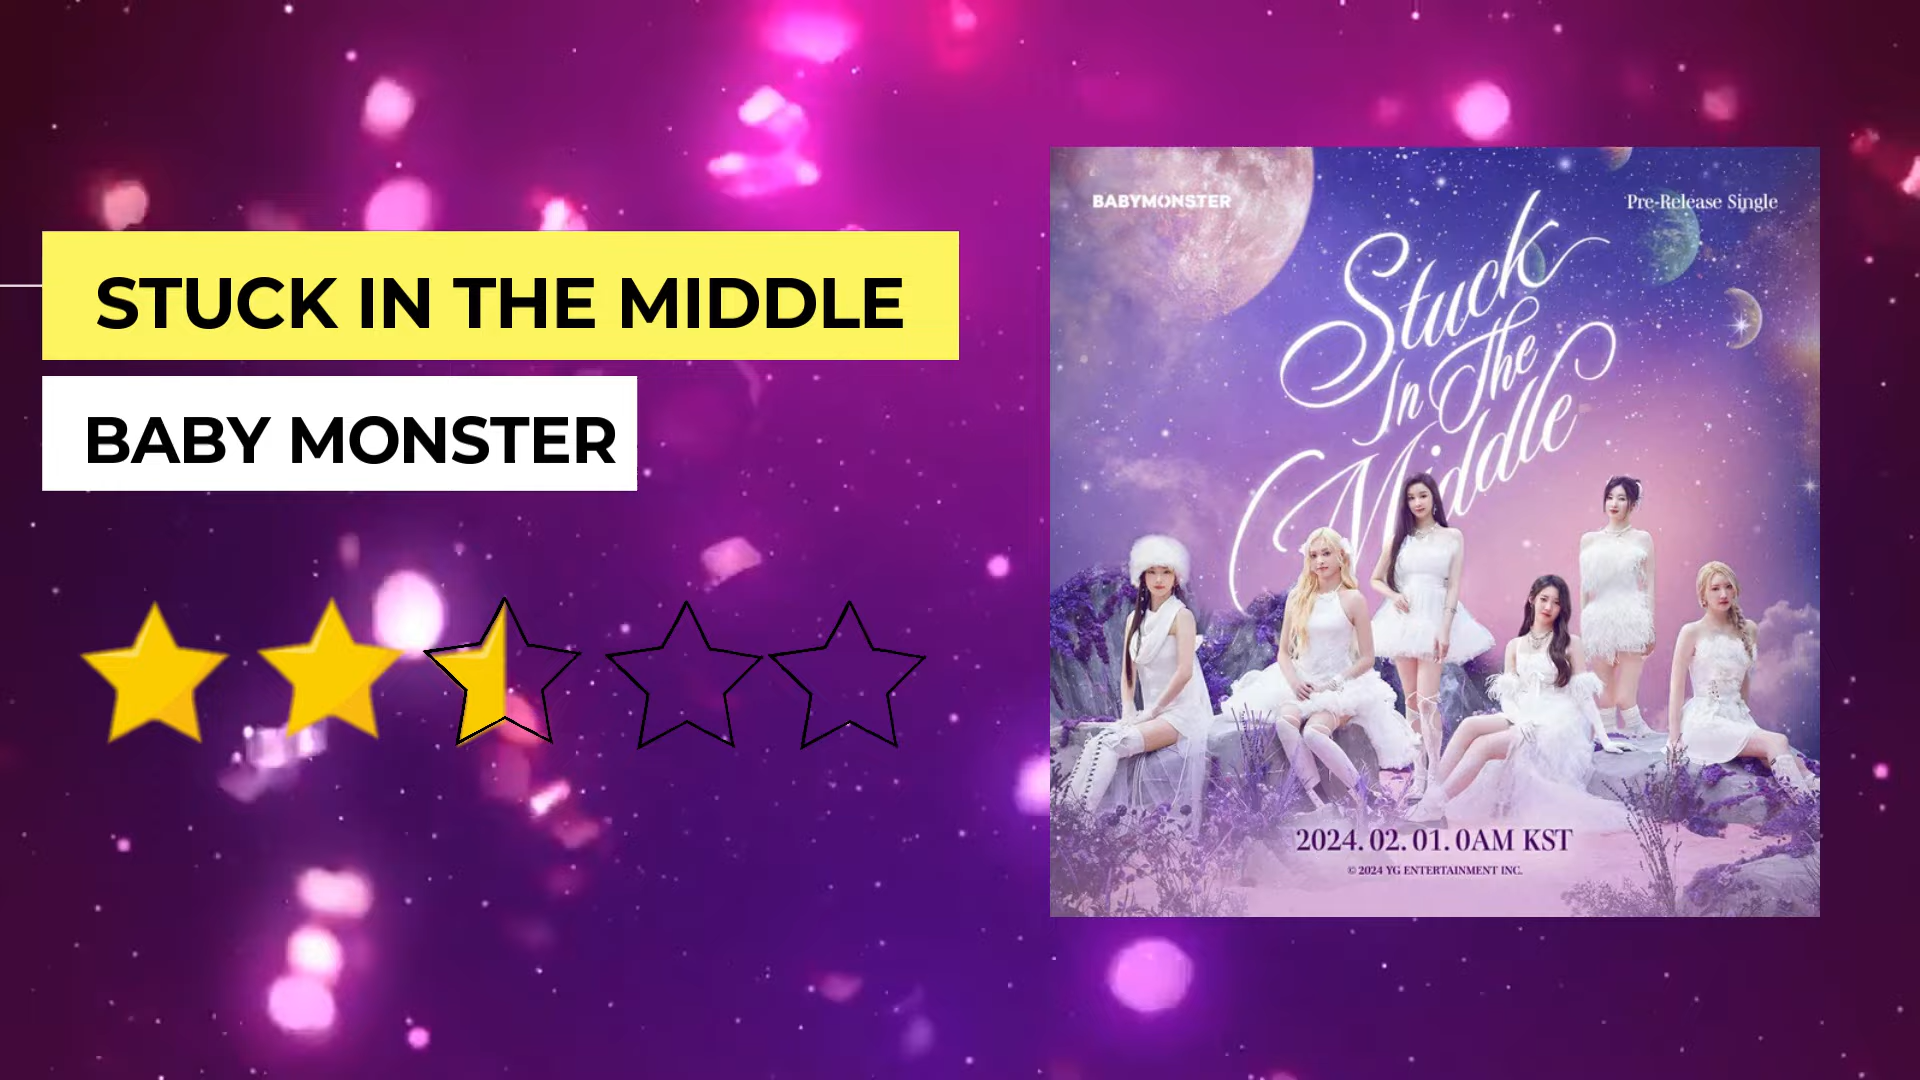 STUCK IN THE MIDDLE
BABY MONSTER
BABYMONSTER
Pre-Release Single
Stuck
In The
Middle
2024. 02. 01. 0AM KST
© 2024 YG ENTERTAINMENT INC.